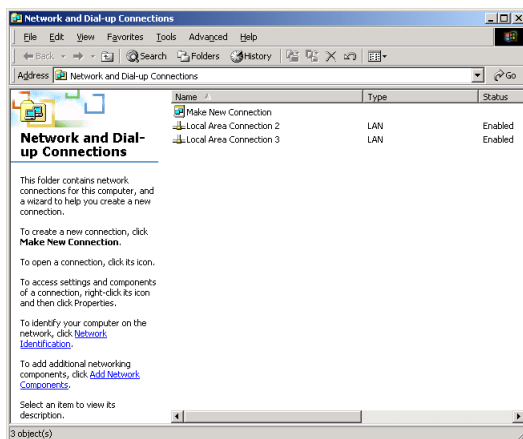 Network and Dial-up Connections
File Edit View Favorites Tools Advanced Help
Back Search Folders History
Address Network and Dial-up Connections Go
Name Type Status
Make New Connection
Local Area Connection 2 LAN Enabled
Local Area Connection 3 LAN Enabled
Network and Dial-
up Connections
This folder contains network
connections for this computer, and
a wizard to help you create a new
connection.
To create a new connection, click
Make New Connection.
To open a connection, click its icon.
To access settings and components
of a connection, right-click its icon
and then click Properties.
To identify your computer on the
network, click Network
Identification.
To add additional networking
components, click Add Network
Components.
Select an item to view its
description.
3 object(s)